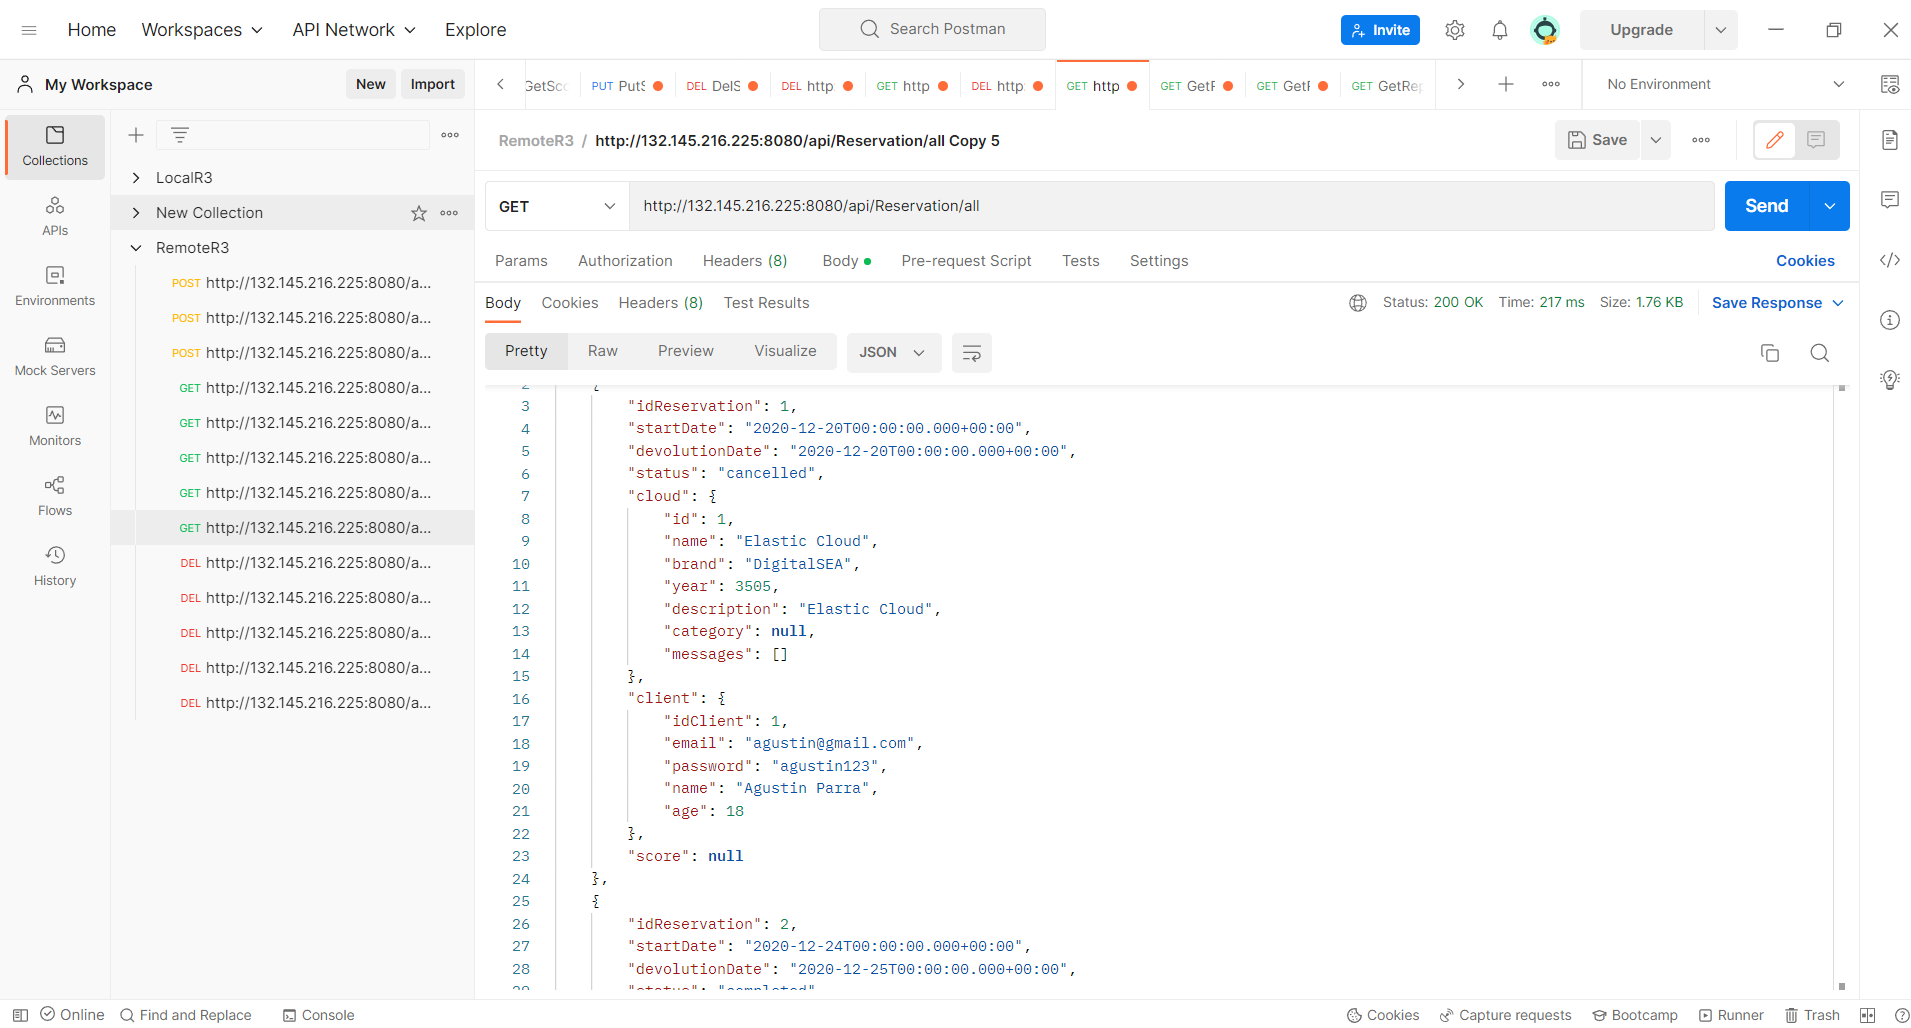 Home Workspaces API Network Explore Search Postman Invite Upgrade
My Workspace New Import
PUT DEL DelS DEL http GET http DEL http GET http GET GET GET GetRep No Environment
RemoteR3 / http://132.145.216.225:8080/api/Reservation/all Copy 5 Save
GET http://132.145.216.225:8080/api/Reservation/all Send
Params Authorization Headers (8) Body Pre-request Script Tests Settings Cookies
Body Cookies Headers (8) Test Results Status: 200 OK Time: 217 ms Size: 1.76 KB Save Response
Pretty Raw Preview Visualize JSON
Collections
APIs
Environments
Mock Servers
Monitors
Flows
History
LocalR3
New Collection
RemoteR3
POST http://132.145.216.225:8080/a...
POST http://132.145.216.225:8080/a...
POST http://132.145.216.225:8080/a...
GET http://132.145.216.225:8080/a...
GET http://132.145.216.225:8080/a...
GET http://132.145.216.225:8080/a...
GET http://132.145.216.225:8080/a...
GET http://132.145.216.225:8080/a...
DEL http://132.145.216.225:8080/a...
DEL http://132.145.216.225:8080/a...
DEL http://132.145.216.225:8080/a...
DEL http://132.145.216.225:8080/a...
DEL http://132.145.216.225:8080/a...
2 {
3 "idReservation": 1,
4 "startDate": "2020-12-20T00:00:00.000+00:00",
5 "devolutionDate": "2020-12-20T00:00:00.000+00:00",
6 "status": "cancelled",
7 "cloud": {
8 "id": 1,
9 "name": "Elastic Cloud",
10 "brand": "DigitalSEA",
11 "year": 3505,
12 "description": "Elastic Cloud",
13 "category": null,
14 "messages": []
15 },
16 "client": {
17 "idClient": 1,
18 "email": "agustin@gmail.com",
19 "password": "agustin123",
20 "name": "Agustin Parra",
21 "age": 18
22 },
23 "score": null
24 },
25 {
26 "idReservation": 2,
27 "startDate": "2020-12-24T00:00:00.000+00:00",
28 "devolutionDate": "2020-12-25T00:00:00.000+00:00",
29 "status": "completed"
Online Find and Replace Console Cookies Capture requests Bootcamp Runner Trash